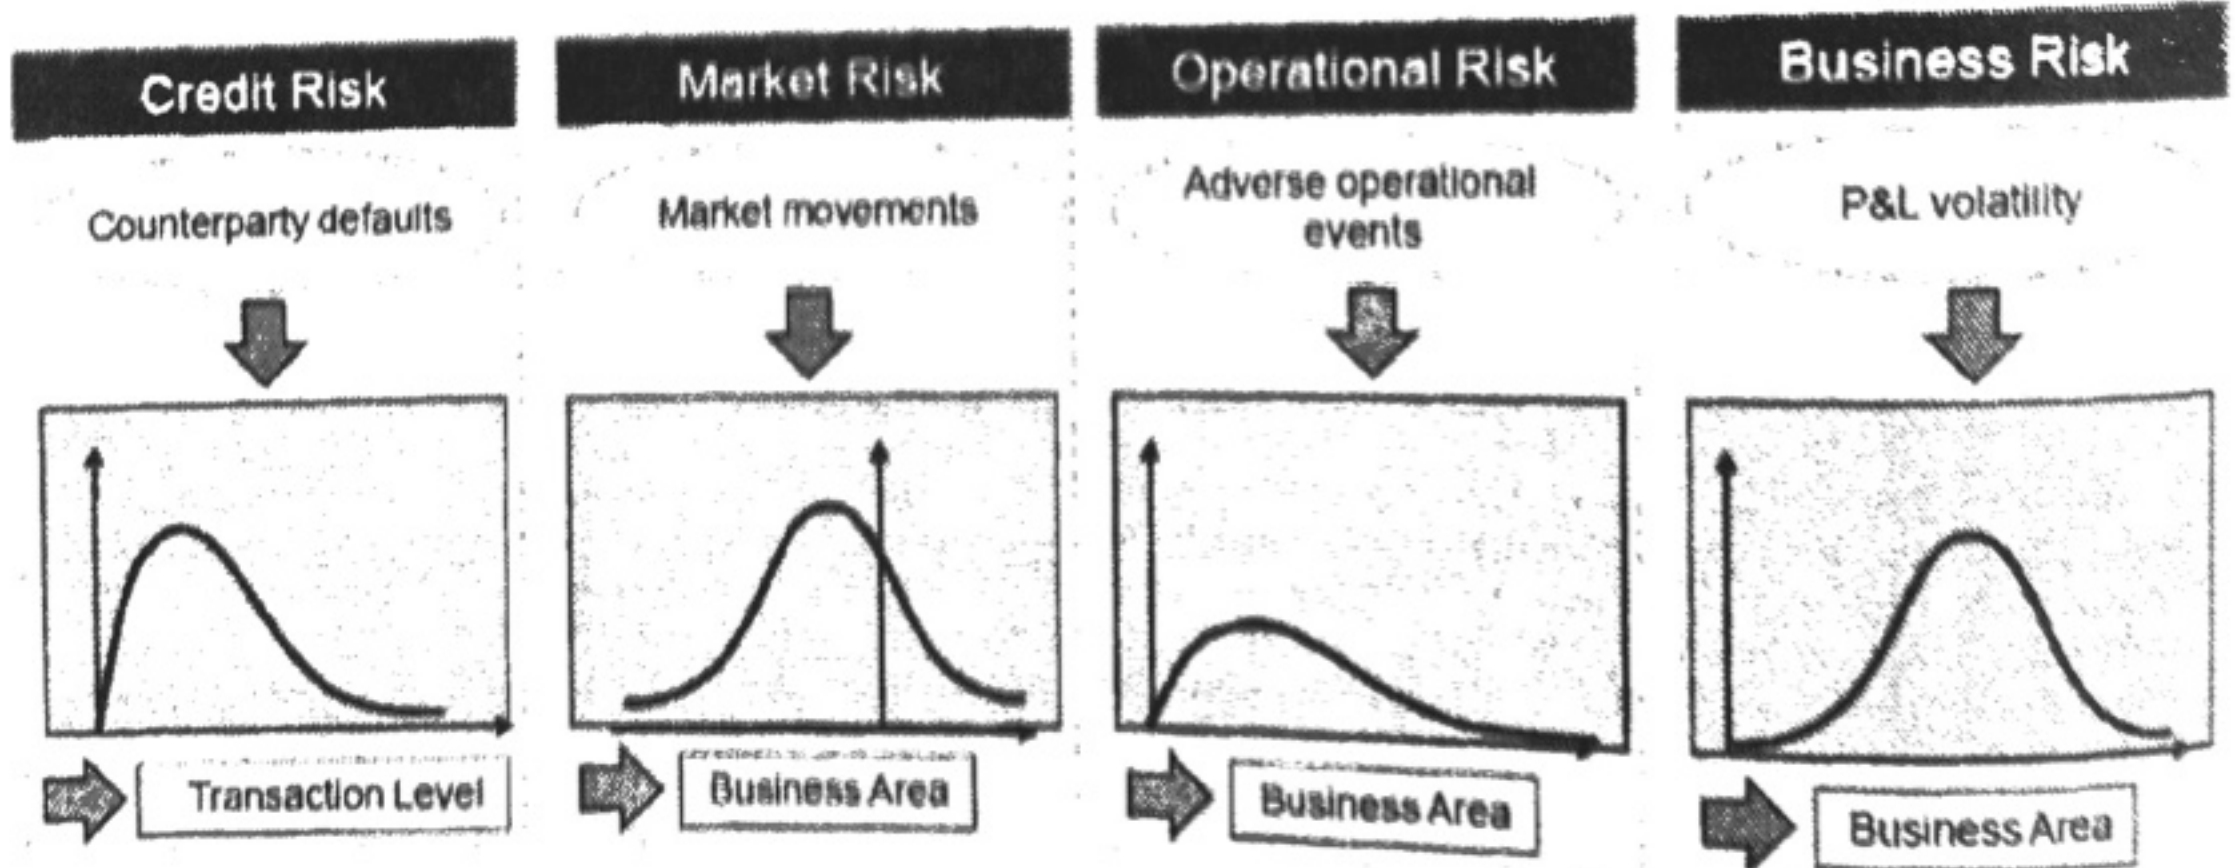 Credit Risk
Counterparty defaults
Transaction Level
Market Risk
Market movements
Business Area
Operational Risk
Adverse operational
events
Business Area
Business Risk
P&L volatility
Business Area